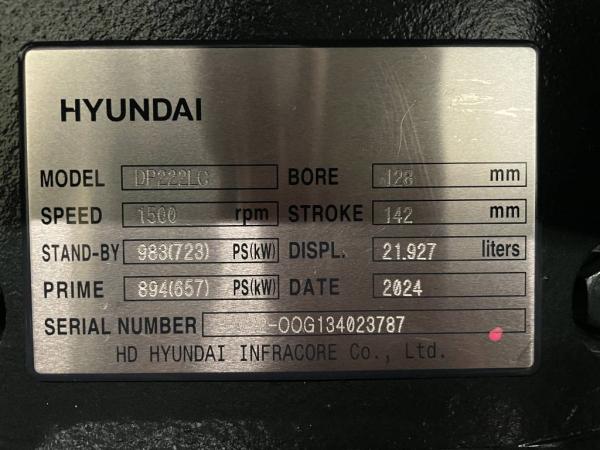 HYUNDAI
MODEL DP222LC BORE 128 mm
SPEED 1500 rpm STROKE 142 mm
STAND-BY 983(723) PS(kW) DISPL. 21.927 liters
PRIME 894(657) PS(kW) DATE 2024
SERIAL NUMBER -OOG134023787
HD HYUNDAI INFRACORE Co., Ltd.